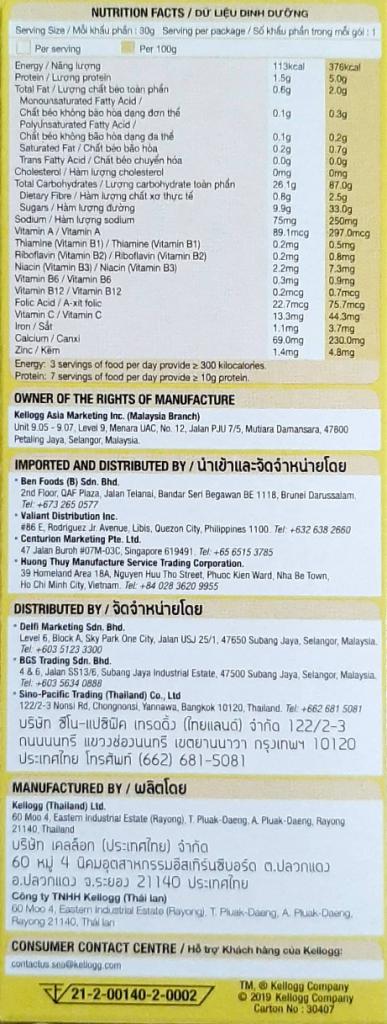 NUTRITION FACTS / DỮ LIỆU DINH DƯỠNG
Serving Size / Mỗi khẩu phần : 30g Serving per package / Số khẩu phần trong mỗi gói : 1
Per serving Per 100g
Energy / Năng lượng 113kcal 376kcal
Protein / Lượng protein 1.5g 5.0g
Total Fat / Lượng chất béo toàn phần 0.6g 2.0g
Monounsaturated Fatty Acid /
Chất béo không bão hòa dạng đơn thể 0.1g 0.3g
Polyunsaturated Fatty Acid /
Chất béo không bão hòa dạng đa thể 0.1g 0.2g
Saturated Fat / Chất béo bão hòa 0.2g 0.7g
Trans Fatty Acid / Chất béo chuyển hóa 0.0g 0.0g
Cholesterol / Hàm lượng cholesterol 0mg 0mg
Total Carbohydrates / Lượng carbohydrate toàn phần 26.1g 87.0g
Dietary Fibre / Hàm lượng chất xơ thực tế 0.8g 2.5g
Sugars / Hàm lượng đường 9.9g 33.0g
Sodium / Hàm lượng sodium 75mg 250mg
Vitamin A / Vitamin A 89.1mcg 297.0mcg
Thiamine (Vitamin B1) / Thiamine (Vitamin B1) 0.2mg 0.5mg
Riboflavin (Vitamin B2) / Riboflavin (Vitamin B2) 0.2mg 0.8mg
Niacin (Vitamin B3) / Niacin (Vitamin B3) 2.2mg 7.3mg
Vitamin B6 / Vitamin B6 0.3mg 0.9mg
Vitamin B12 / Vitamin B12 0.2mcg 0.7mcg
Folic Acid / A-xít folic 22.7mcg 75.7mcg
Vitamin C / Vitamin C 13.3mg 44.3mg
Iron / Sắt 1.1mg 3.7mg
Calcium / Canxi 69.0mg 230.0mg
Zinc / Kẽm 1.4mg 4.8mg
Energy: 3 servings of food per day provide ≥ 300 kilocalories.
Protein: 7 servings of food per day provide ≥ 10g protein.
OWNER OF THE RIGHTS OF MANUFACTURE
Kellogg Asia Marketing Inc. (Malaysia Branch)
Unit 9.05 - 9.07, Level 9, Menara UAC, No. 12, Jalan PJU 7/5, Mutiara Damansara, 47800
Petaling Jaya, Selangor, Malaysia.
IMPORTED AND DISTRIBUTED BY / นำเข้าและจัดจำหน่ายโดย
• Ben Foods (B) Sdn. Bhd.
2nd Floor, QAF Plaza, Jalan Telanai, Bandar Seri Begawan BE 1118, Brunei Darussalam.
Tel: +673 265 0577
• Valiant Distribution Inc.
#86 E, Rodriguez Jr. Avenue, Libis, Quezon City, Philippines 1100. Tel: +632 638 2660
• Centurion Marketing Pte. Ltd.
47 Jalan Buroh #07M-03C, Singapore 619491. Tel: +65 6515 3785
• Huong Thuy Manufacture Service Trading Corporation.
39 Homeland Area 18A, Nguyen Huu Tho Street, Phuoc Kien Ward, Nha Be Town,
Ho Chi Minh City, Vietnam. Tel: +84 028 3620 9955
DISTRIBUTED BY / จัดจำหน่ายโดย
• Delfi Marketing Sdn. Bhd.
Level 6, Block A, Sky Park One City, Jalan USJ 25/1, 47650 Subang Jaya, Selangor, Malaysia.
Tel: +603 5123 3300
• BGS Trading Sdn. Bhd.
4 & 6, Jalan SS13/6, Subang Jaya Industrial Estate, 47500 Subang Jaya, Selangor, Malaysia.
Tel: +603 5634 0888
• Sino-Pacific Trading (Thailand) Co., Ltd
122/2-3 Nonsi Rd, Chongnonsi, Yannawa, Bangkok 10120, Thailand. Tel: +662 681 5081
บริษัท ซีโน-แปซิฟิค เทรดดิ้ง (ไทยแลนด์) จำกัด 122/2-3
ถนนนนทรี แขวงช่องนนทรี เขตยานนาวา กรุงเทพฯ 10120
ประเทศไทย โทรศัพท์ (662) 681-5081
MANUFACTURED BY / ผลิตโดย
Kellogg (Thailand) Ltd.
60 Moo 4, Eastern Industrial Estate (Rayong), T. Pluak-Daeng, A. Pluak-Daeng, Rayong
21140, Thailand
บริษัท เคลล็อก (ประเทศไทย) จำกัด
60 หมู่ 4 นิคมอุตสาหกรรมอีสเทิร์นซีบอร์ด ต.ปลวกแดง
อ.ปลวกแดง จ.ระยอง 21140 ประเทศไทย
Công ty TNHH Kellogg (Thái lan)
60 Moo 4, Eastern Industrial Estate (Rayong), T. Pluak-Daeng, A. Pluak-Daeng,
Rayong 21140, Thái lan
CONSUMER CONTACT CENTRE / Hỗ trợ Khách hàng của Kellogg:
contactus.sea@kellogg.com
21-2-00140-2-0002
TM, ® Kellogg Company
© 2019 Kellogg Company
Carton No : 30407